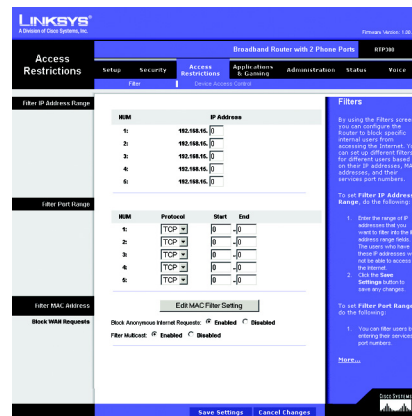 LINKSYS®
A Division of Cisco Systems, Inc.
Firmware Version: 1.00
Broadband Router with 2 Phone Ports RTP300
Access Restrictions
Setup Security Access Restrictions Applications & Gaming Administration Status Voice
Filter Device Access Control
Filter IP Address Range
NUM IP Address
1: 192.168.15. 0
2: 192.168.15. 0
3: 192.168.15. 0
4: 192.168.15. 0
5: 192.168.15. 0
Filter Port Range
NUM Protocol Start End
1: TCP 0 - 0
2: TCP 0 - 0
3: TCP 0 - 0
4: TCP 0 - 0
5: TCP 0 - 0
Filter MAC Address
Edit MAC Filter Setting
Block WAN Requests
Block Anonymous Internet Requests: Enabled Disabled
Filter Multicast: Enabled Disabled
Save Settings Cancel Changes
Filters
By using the Filters screen
you can configure the
Router to block specific
internal users from
accessing the Internet. Yo
can set up different filters
for different users based
on their IP addresses, MA
addresses, and their
services port numbers.
To set Filter IP Address
Range, do the following:
1. Enter the range of IP
addresses that you
want to filter into the I
address range fields.
The users who have
these IP addresses w
not be able to access
the internet.
2. Click the Save
Settings button to
save any changes.
To set Filter Port Range
do the following:
1. You can filter users b
entering their services
port numbers.
More...
CISCO SYSTEMS